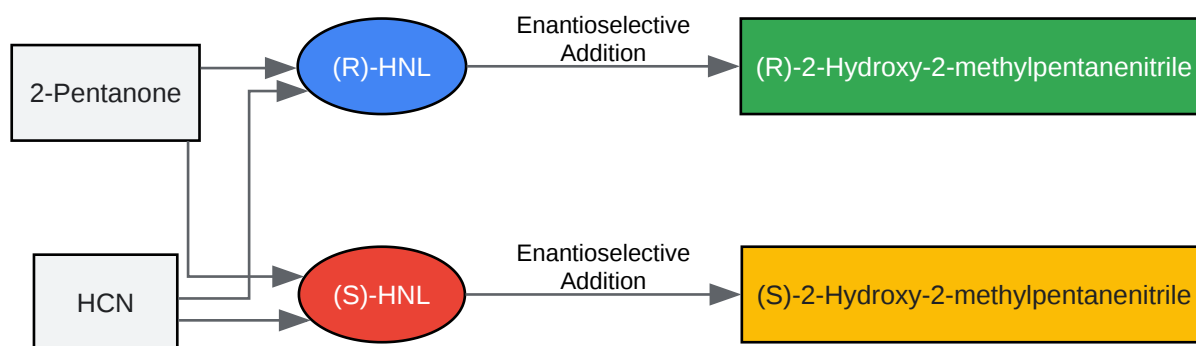 2-Pentanone
(R)-HNL
Enantioselective
Addition
(R)-2-Hydroxy-2-methylpentanenitrile
HCN
(S)-HNL
Enantioselective
Addition
(S)-2-Hydroxy-2-methylpentanenitrile